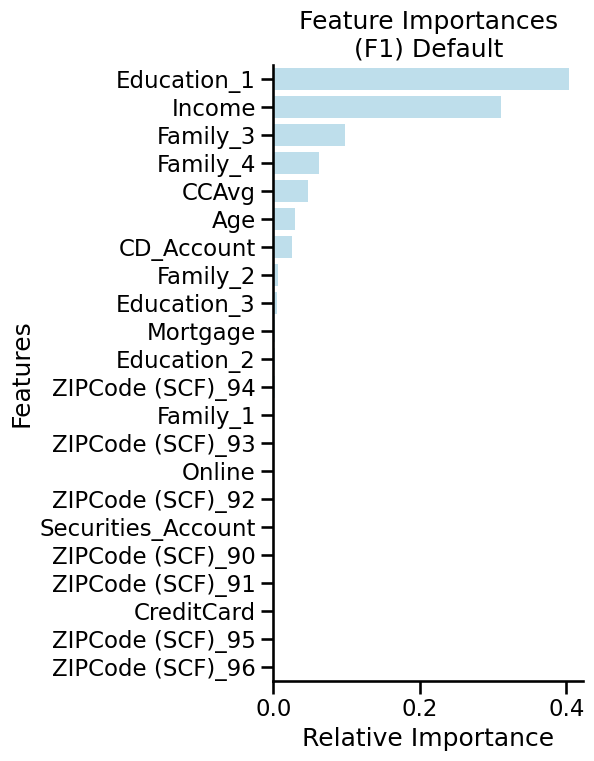 Feature Importances
(F1) Default
Education_1
Income
Family_3
Family_4
CCAvg
Age
CD_Account
Family_2
Education_3
Mortgage
Education_2
ZIPCode (SCF)_94
Family_1
ZIPCode (SCF)_93
Online
ZIPCode (SCF)_92
Securities_Account
ZIPCode (SCF)_90
ZIPCode (SCF)_91
CreditCard
ZIPCode (SCF)_95
ZIPCode (SCF)_96
Features
0.0 0.2 0.4
Relative Importance